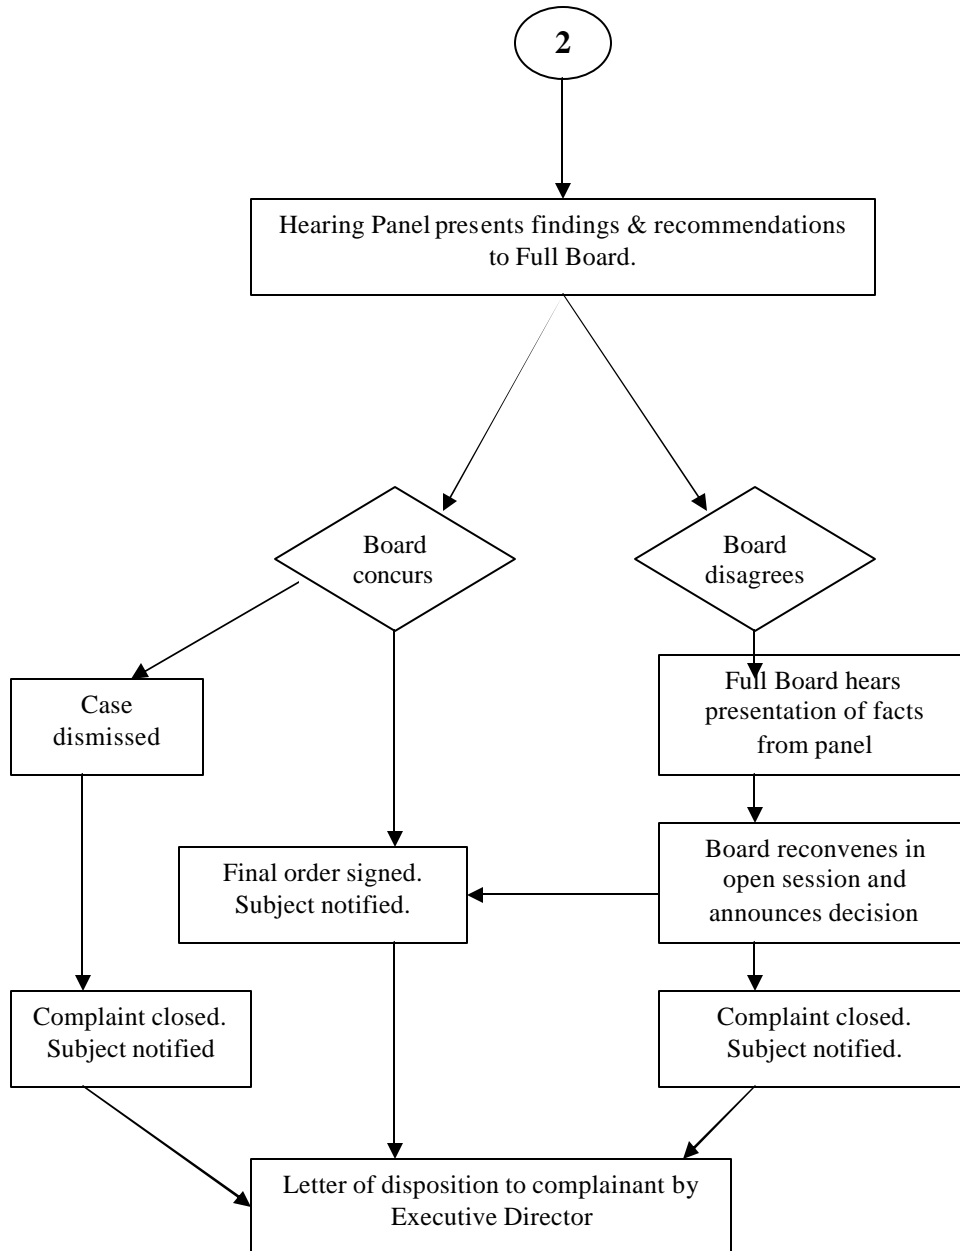 2
Hearing Panel presents findings & recommendations
to Full Board.
Board
concurs
Board
disagrees
Case
dismissed
Full Board hears
presentation of facts
from panel
Final order signed.
Subject notified.
Board reconvenes in
open session and
announces decision
Complaint closed.
Subject notified
Complaint closed.
Subject notified.
Letter of disposition to complainant by
Executive Director